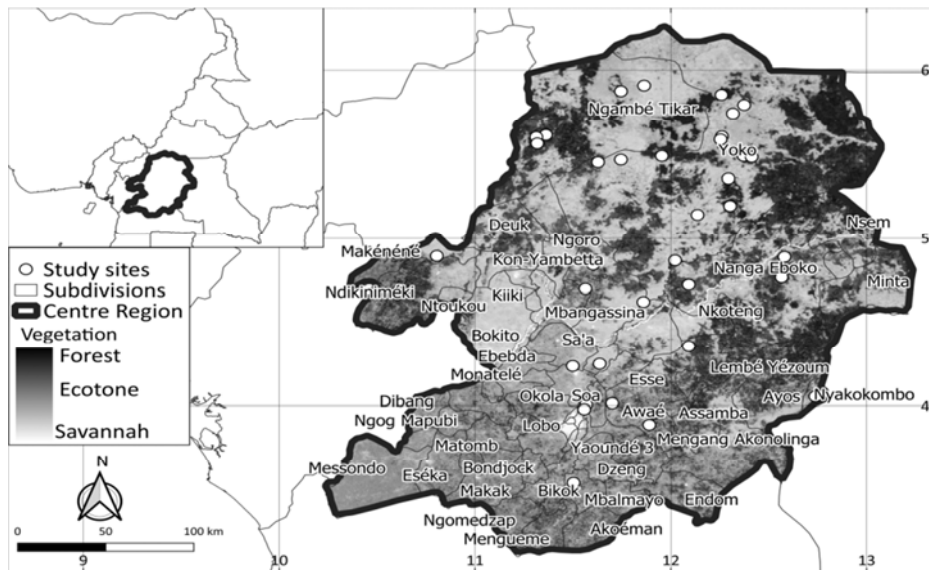 Study sites
Subdivisions
Centre Region
Vegetation
Forest
Ecotone
Savannah
N
0 50 100 km
9 10 11 12 13
6
5
4
Ngambé Tikar
Yoko
Deuk
Nsem
Makénéné
Ngoro
Kon-Yambetta
Nanga Eboko
Ndikiniméki
Kiiki
Minta
Ntoukou
Mbangassina
Nkoteng
Bokito
Sa'a
Ebebda
Monatelé
Lembé Yézoum
Esse
Dibang
Okola
Soa
Ayos
Nyakokombo
Ngog Mapubi
Lobo
Awaé
Assamba
Matomb
Yaoundé 3
Mengang
Akonolinga
Messondo
Eséka
Bondjock
Dzeng
Makak
Bikok
Mbalmayo
Endom
Ngomedzap
Akoéman
Mengueme